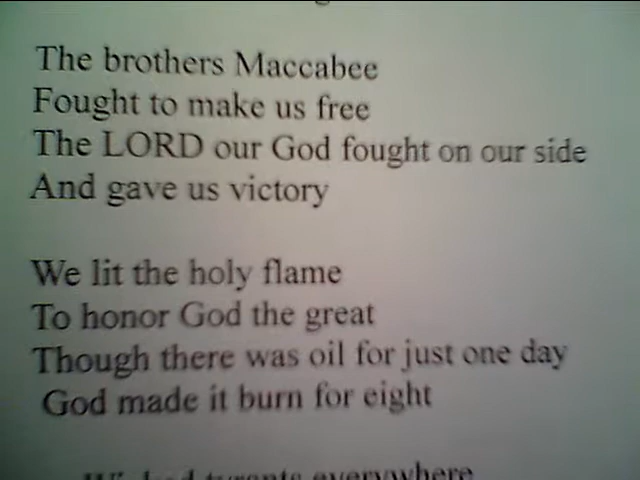 The brothers Maccabee
Fought to make us free
The LORD our God fought on our side
And gave us victory
We lit the holy flame
To honor God the great
Though there was oil for just one day
God made it burn for eight
tyrants everywhere